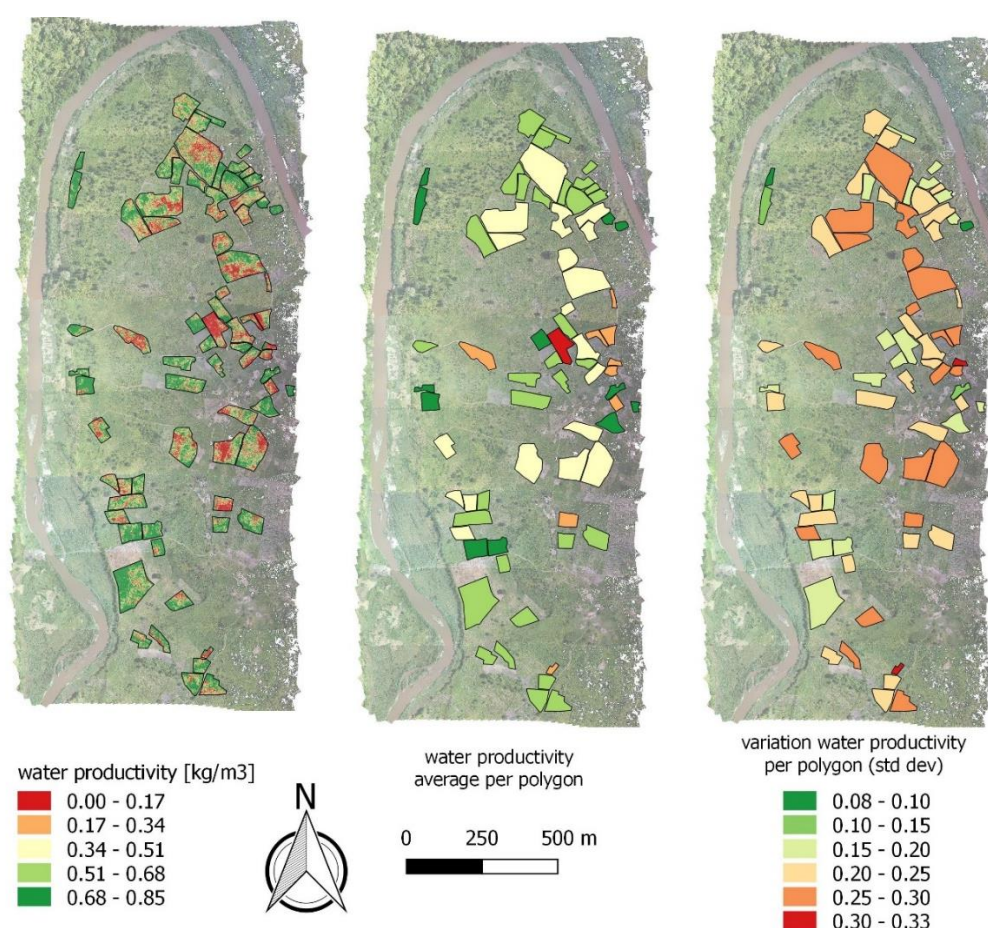 water productivity [kg/m3]
0.00 - 0.17
0.17 - 0.34
0.34 - 0.51
0.51 - 0.68
0.68 - 0.85
N
water productivity
average per polygon
0 250 500 m
variation water productivity
per polygon (std dev)
0.08 - 0.10
0.10 - 0.15
0.15 - 0.20
0.20 - 0.25
0.25 - 0.30
0.30 - 0.33